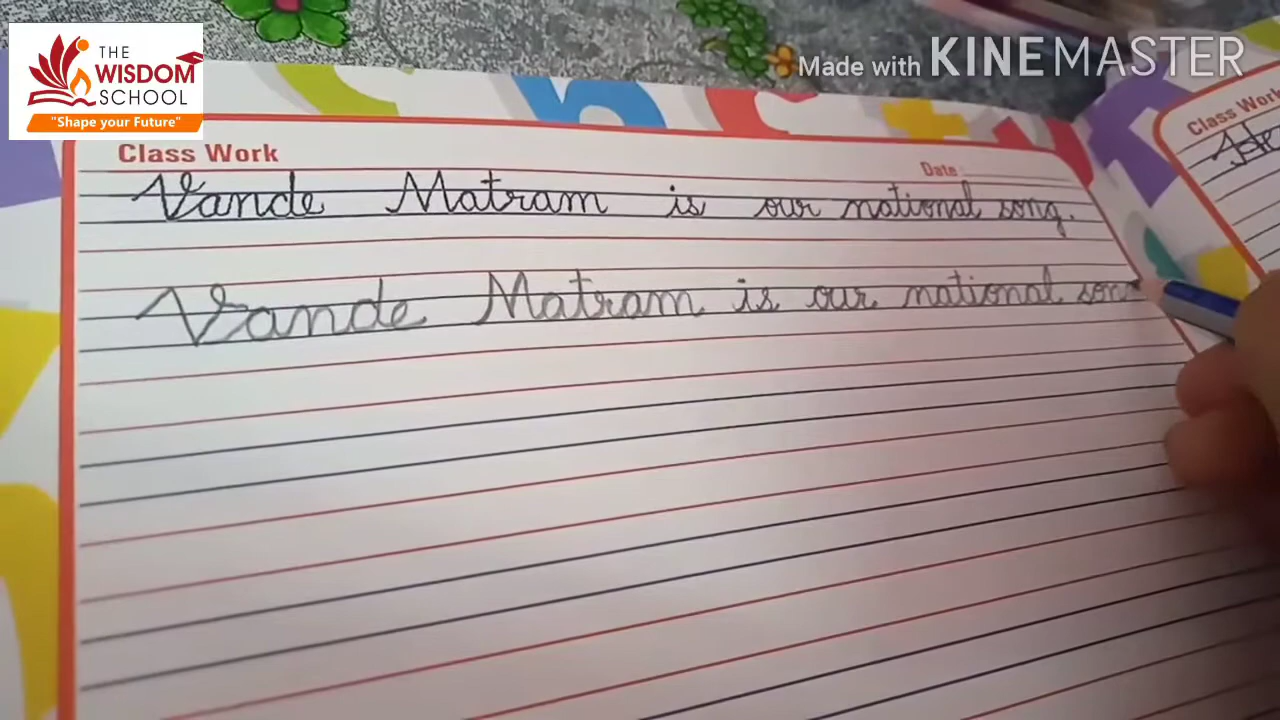 THE
WISDOM
SCHOOL
"Shape your Future"
Made with KINEMASTER
Class Work
Date
Vande Matram is our national song.
Vande Matram is our national son
Class Work